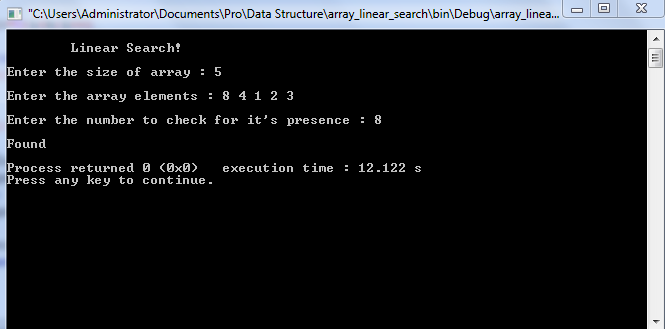 "C:\Users\Administrator\Documents\Pro\Data Structure\array_linear_search\bin\Debug\array_linea...
Linear Search!
Enter the size of array : 5
Enter the array elements : 8 4 1 2 3
Enter the number to check for it's presence : 8
Found
Process returned 0 (0x0)   execution time : 12.122 s
Press any key to continue.